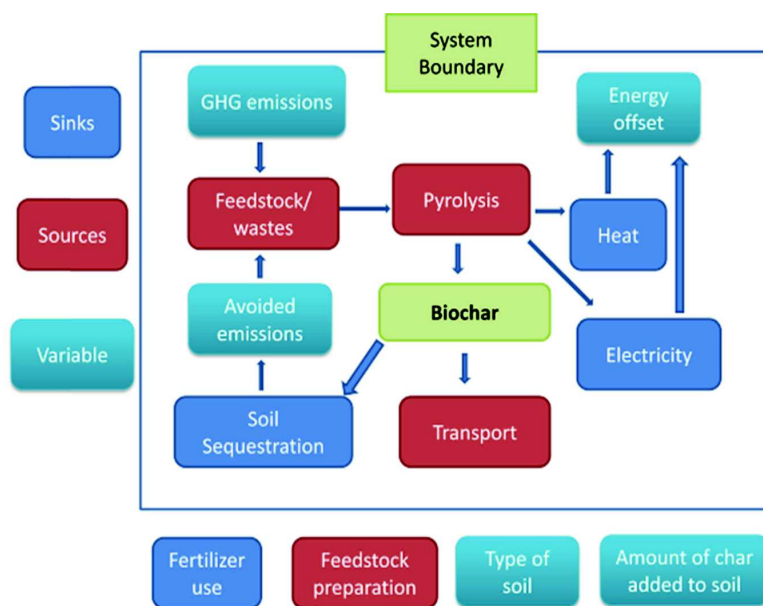 System
Boundary
Sinks
GHG emissions
Energy
offset
Sources
Feedstock/
wastes
Pyrolysis
Heat
Variable
Avoided
emissions
Biochar
Electricity
Soil
Sequestration
Transport
Fertilizer
use
Feedstock
preparation
Type of
soil
Amount of char
added to soil